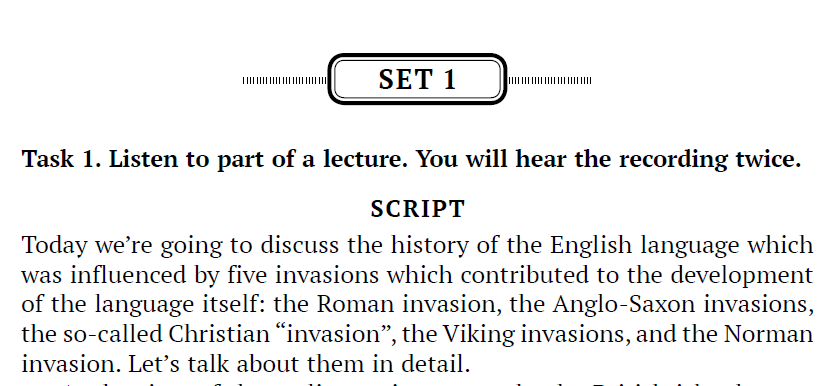 SET 1
Task 1. Listen to part of a lecture. You will hear the recording twice.
SCRIPT
Today we’re going to discuss the history of the English language which
was influenced by five invasions which contributed to the development
of the language itself: the Roman invasion, the Anglo-Saxon invasions,
the so-called Christian “invasion”, the Viking invasions, and the Norman
invasion. Let’s talk about them in detail.